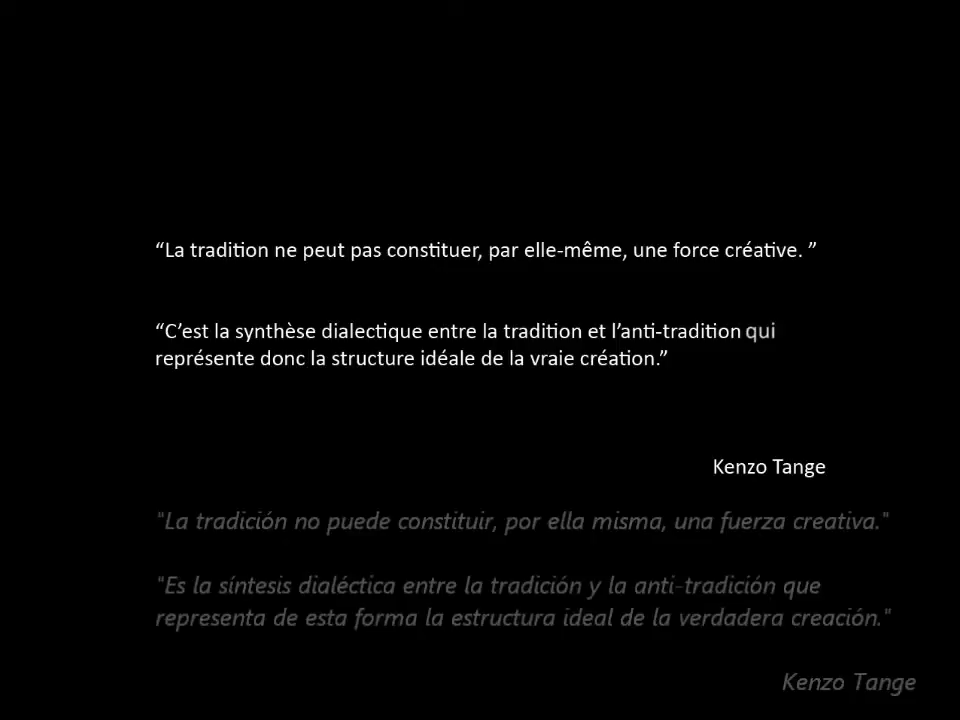 “La tradition ne peut pas constituer, par elle-même, une force créative. ”
“C’est la synthèse dialectique entre la tradition et l’anti-tradition qui
représente donc la structure idéale de la vraie création.”
Kenzo Tange
"La tradición no puede constituir, por ella misma, una fuerza creativa."
"Es la síntesis dialéctica entre la tradición y la anti-tradición que
representa de esta forma la estructura ideal de la verdadera creación."
Kenzo Tange